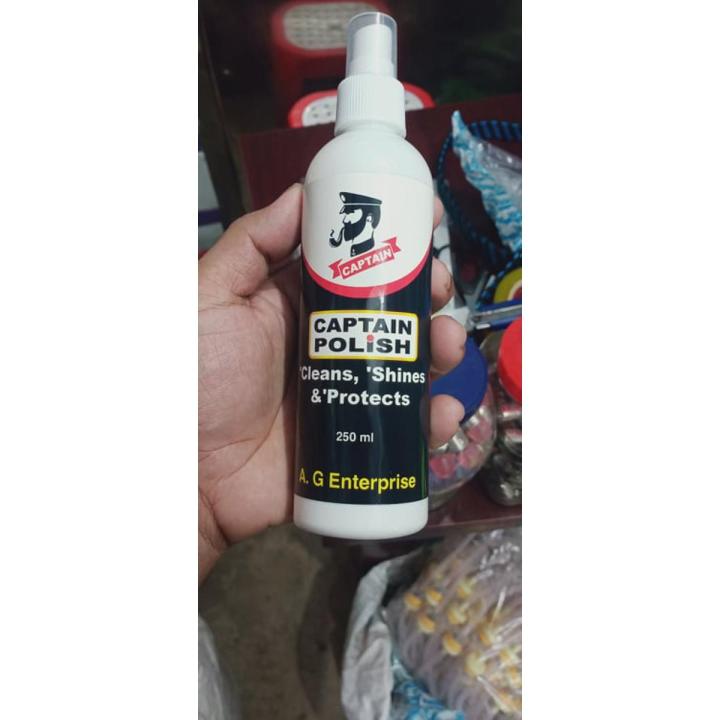 CAPTAIN
CAPTAIN
POLiSH
'Cleans, 'Shines
&'Protects
250 ml
A. G Enterprise